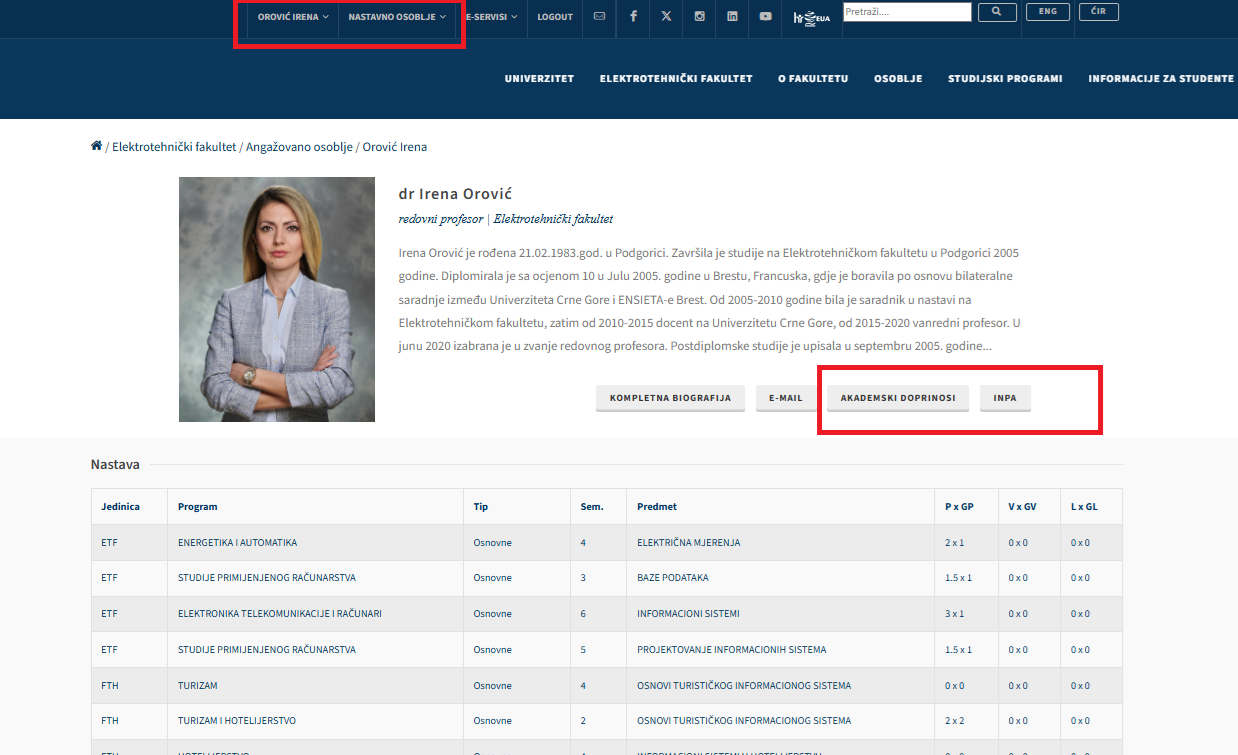 OROVIĆ IRENA NASTAVNO OSOBLJE E-SERVISI LOGOUT EUA Pretraži.... ENG ĆIR
UNIVERZITET ELEKTROTEHNIČKI FAKULTET O FAKULTETU OSOBLJE STUDIJSKI PROGRAMI INFORMACIJE ZA STUDENTE
/ Elektrotehnički fakultet / Angažovano osoblje / Orović Irena
dr Irena Orović
redovni profesor | Elektrotehnički fakultet
Irena Orović je rođena 21.02.1983.god. u Podgorici. Završila je studije na Elektrotehničkom fakultetu u Podgorici 2005
godine. Diplomirala je sa ocjenom 10 u Julu 2005. godine u Brestu, Francuska, gdje je boravila po osnovu bilateralne
saradnje između Univerziteta Crne Gore i ENSIETA-e Brest. Od 2005-2010 godine bila je saradnik u nastavi na
Elektrotehničkom fakultetu, zatim od 2010-2015 docent na Univerzitetu Crne Gore, od 2015-2020 vanredni profesor. U
junu 2020 izabrana je u zvanje redovnog profesora. Postdiplomske studije je upisala u septembru 2005. godine...
KOMPLETNA BIOGRAFIJA E-MAIL AKADEMSKI DOPRINOSI INPA
Nastava
Jedinica Program Tip Sem. Predmet P x GP V x GV L x GL
ETF ENERGETIKA I AUTOMATIKA Osnovne 4 ELEKTRIČNA MJERENJA 2 x 1 0 x 0 0 x 0
ETF STUDIJE PRIMIJENJENOG RAČUNARSTVA Osnovne 3 BAZE PODATAKA 1.5 x 1 0 x 0 0 x 0
ETF ELEKTRONIKA TELEKOMUNIKACIJE I RAČUNARI Osnovne 6 INFORMACIONI SISTEMI 3 x 1 0 x 0 0 x 0
ETF STUDIJE PRIMIJENJENOG RAČUNARSTVA Osnovne 5 PROJEKTOVANJE INFORMACIONIH SISTEMA 1.5 x 1 0 x 0 0 x 0
FTH TURIZAM Osnovne 4 OSNOVI TURISTIČKOG INFORMACIONOG SISTEMA 0 x 0 0 x 0 0 x 0
FTH TURIZAM I HOTELIJERSTVO Osnovne 2 OSNOVI TURISTIČKOG INFORMACIONOG SISTEMA 2 x 2 0 x 0 0 x 0